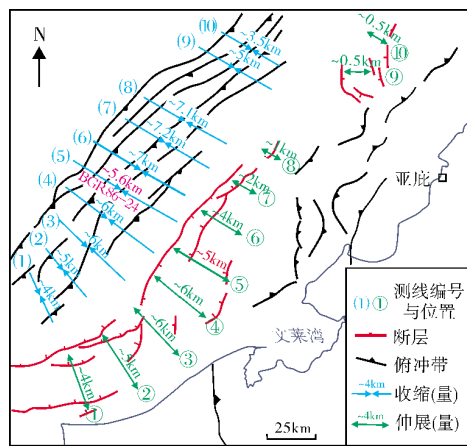 N
(10)
~3.5km
(9)
~5km
(8)
~7.1km
(7)
~7.2km
(6)
~7km
(5)
~5.6km
BGR86-24
(4)
~6km
(3)
(2)
~5km
(1)
~4km
~0.5km
⑩
~0.5km
⑨
~1km
⑧
~2km
⑦
~4km
⑥
~5km
⑤
~6km
④
~6km
③
~5km
②
~4km
①
亚庇
文莱湾
25km
(1) ① 测线编号
与位置
断层
俯冲带
~4km 收缩(量)
~4km 伸展(量)